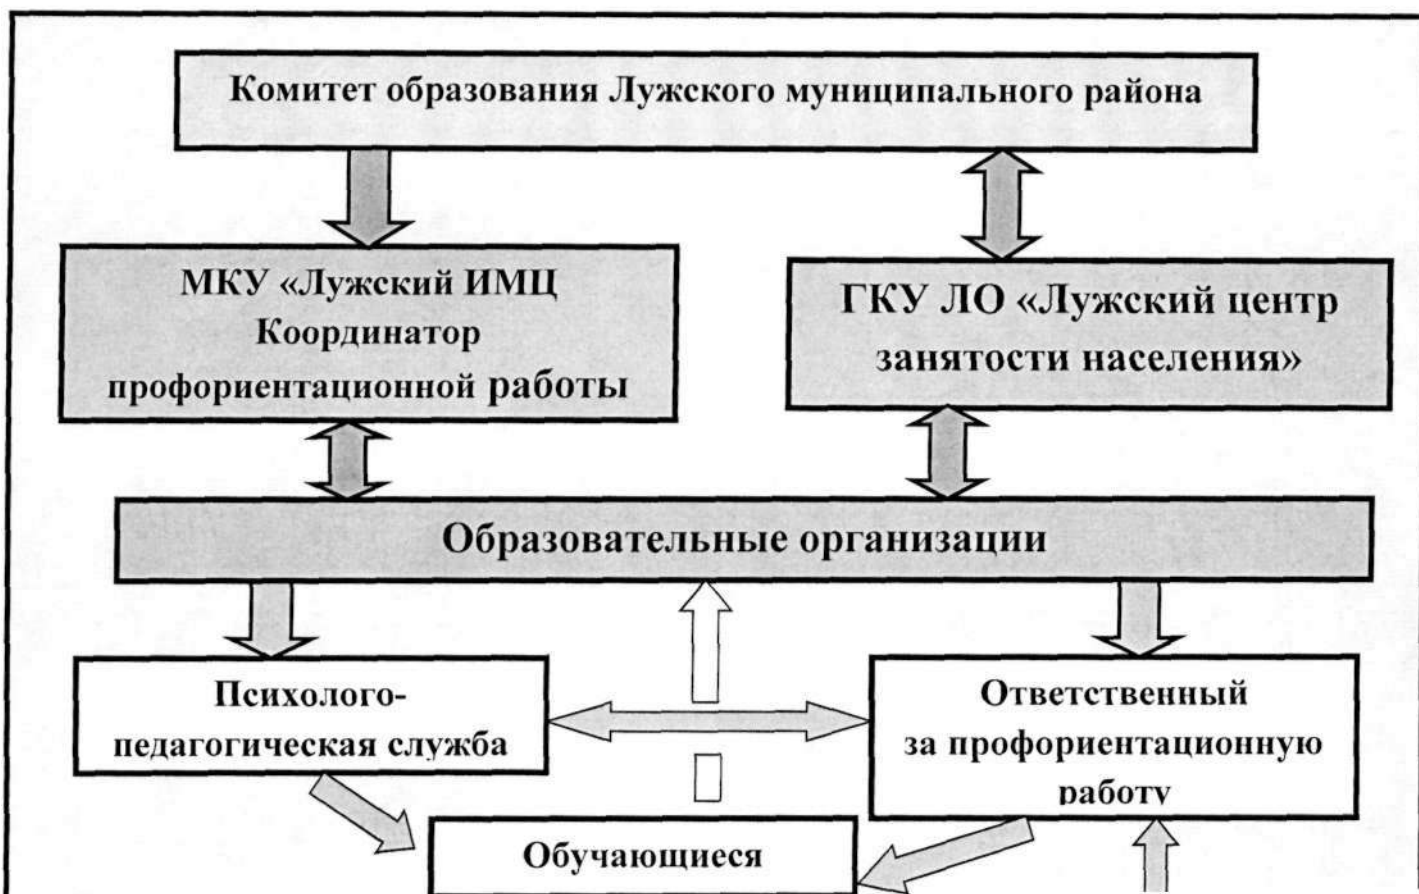 Комитет образования Лужского муниципального района
МКУ «Лужский ИМЦ
Координатор
профориентационной работы
ГКУ ЛО «Лужский центр
занятости населения»
Образовательные организации
Психолого-
педагогическая служба
Ответственный
за профориентационную
работу
Обучающиеся